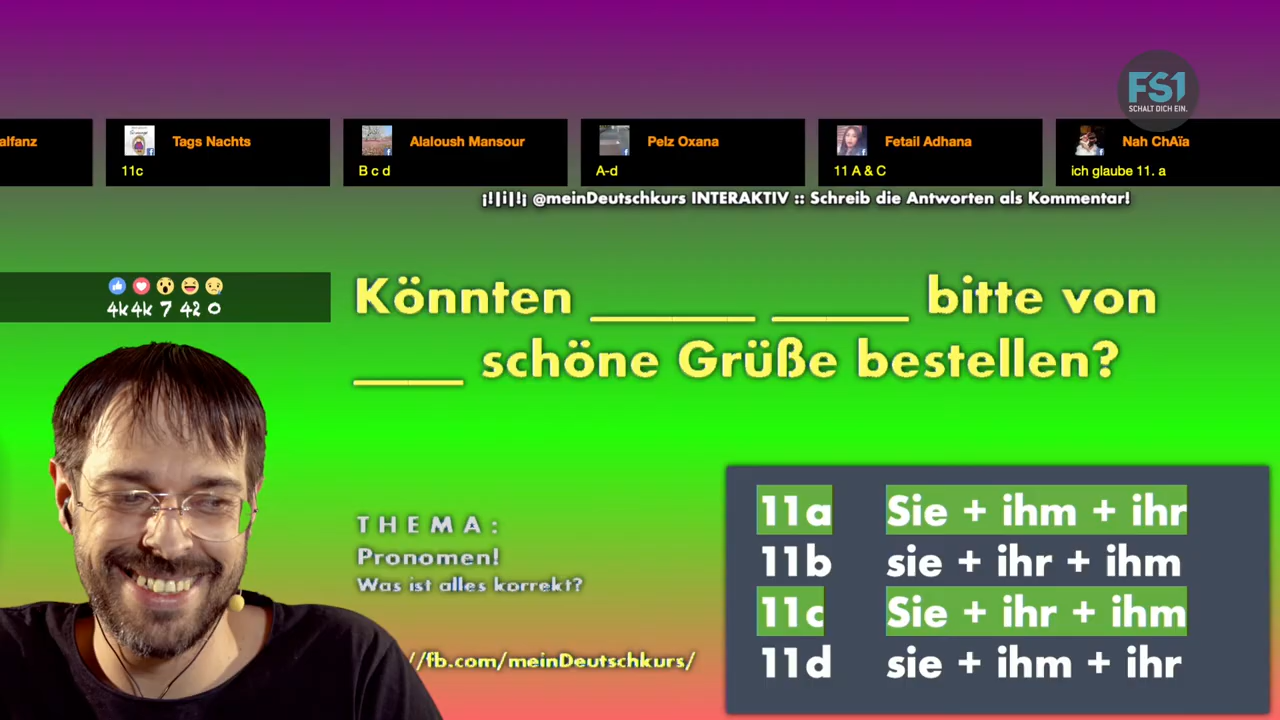 FS1
SCHALT DICH EIN.
alfanz
Tags Nachts
11c
Alaloush Mansour
B c d
Pelz Oxana
A-d
Fetail Adhana
11 A & C
Nah ChAïa
ich glaube 11. a
¡!|i|!¡ @meinDeutschkurs INTERAKTIV :: Schreib die Antworten als Kommentar!
4k 4k 7 42 0
Könnten ______ _____ bitte von
____ schöne Grüße bestellen?
THEMA:
Pronomen!
Was ist alles korrekt?
//fb.com/meinDeutschkurs/
11a Sie + ihm + ihr
11b sie + ihr + ihm
11c Sie + ihr + ihm
11d sie + ihm + ihr